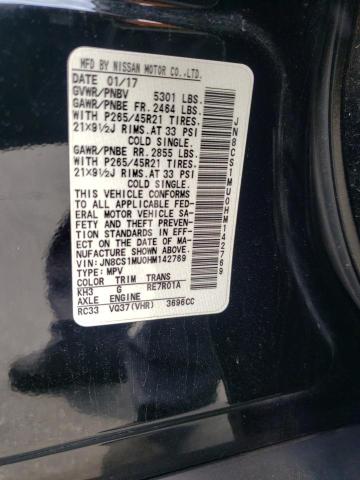 MFD BY NISSAN MOTOR CO.,LTD.
DATE 01/17
GVWR/PNBV 5301 LBS.
GAWR/PNBE FR. 2464 LBS.
WITH P265/45R21 TIRES.
21X9½J RIMS.AT 33 PSI
COLD SINGLE.
GAWR/PNBE RR. 2855 LBS.
WITH P265/45R21 TIRES.
21X9½J RIMS.AT 33 PSI
COLD SINGLE.
THIS VEHICLE CONFORMS
TO ALL APPLICABLE FED-
ERAL MOTOR VEHICLE SA-
FETY AND THEFT PREVEN-
TION STANDARDS IN EFFECT
ON THE DATE OF MA-
NUFACTURE SHOWN ABOVE.
VIN: JN8CS1MU0HM142769
TYPE: MPV
COLOR TRIM TRANS
KH3 G RE7R01A
AXLE ENGINE
RC33 VQ37(VHR) 3696CC
JN8CS1MU0HM142769